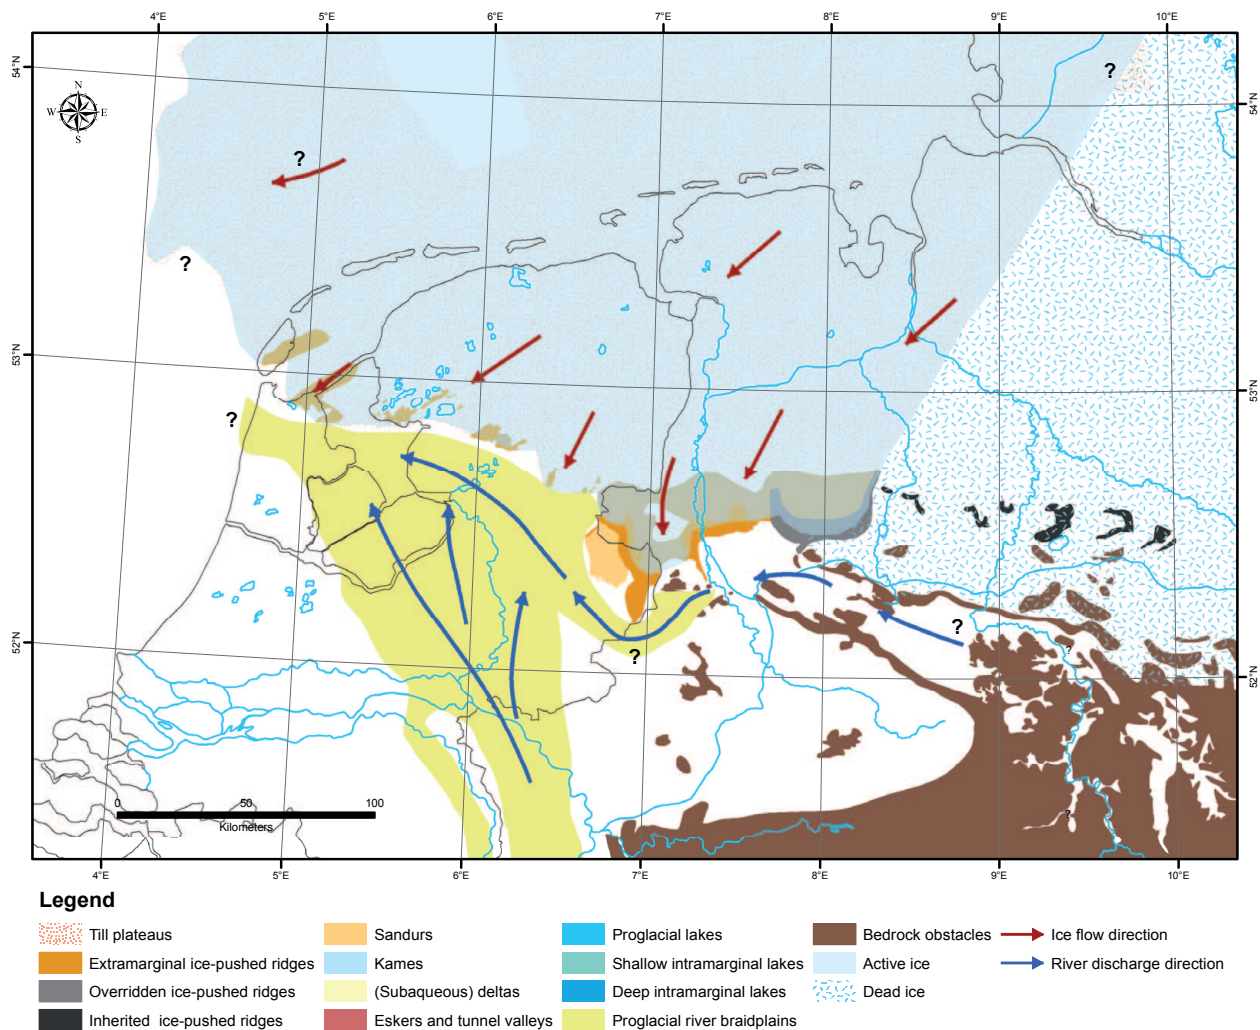 4°E 5°E 6°E 7°E 8°E 9°E 10°E
54°N
54°N
N
W E
S
?
?
?
53°N
53°N
?
52°N
52°N
?
?
?
?
0 50 100
Kilometers
4°E 5°E 6°E 7°E 8°E 9°E 10°E
Legend
Till plateaus
Extramarginal ice-pushed ridges
Overridden ice-pushed ridges
Inherited ice-pushed ridges
Sandurs
Kames
(Subaqueous) deltas
Eskers and tunnel valleys
Proglacial lakes
Shallow intramarginal lakes
Deep intramarginal lakes
Proglacial river braidplains
Bedrock obstacles
Active ice
Dead ice
Ice flow direction
River discharge direction